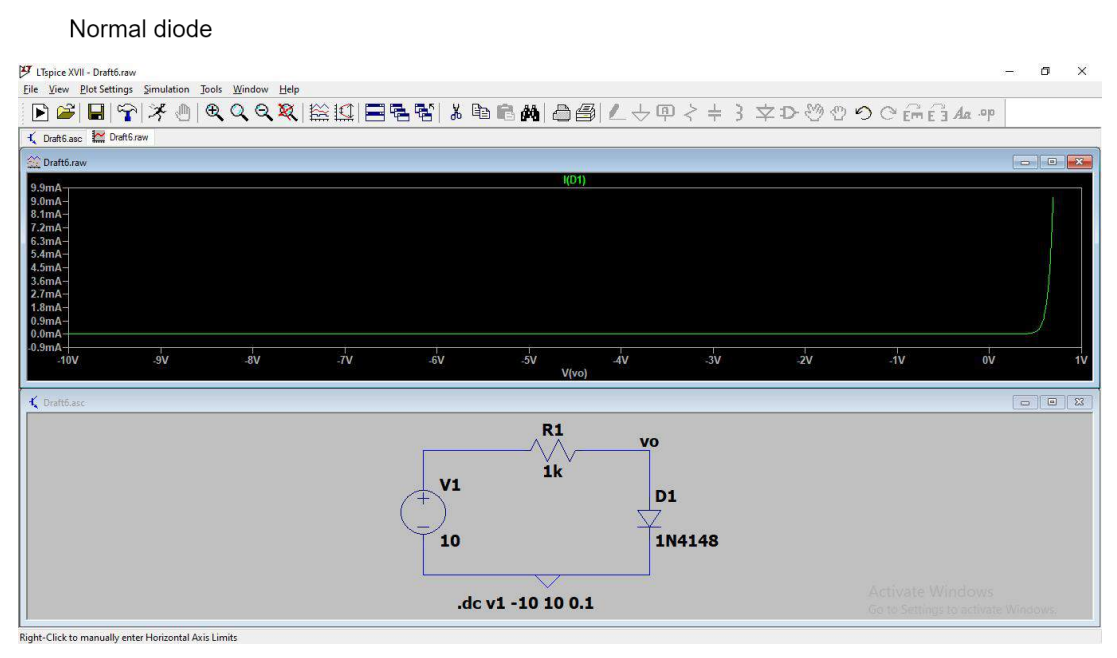 Normal diode
LTspice XVII - Draft6.raw
File View Plot Settings Simulation Tools Window Help
Draft6.asc Draft6.raw
Draft6.raw
I(D1)
9.9mA
9.0mA
8.1mA
7.2mA
6.3mA
5.4mA
4.5mA
3.6mA
2.7mA
1.8mA
0.9mA
0.0mA
-0.9mA
-10V -9V -8V -7V -6V -5V -4V -3V -2V -1V 0V 1V
V(vo)
Draft6.asc
R1
vo
1k
V1
D1
10
1N4148
.dc v1 -10 10 0.1
Activate Windows
Go to Settings to activate Windows.
Right-Click to manually enter Horizontal Axis Limits